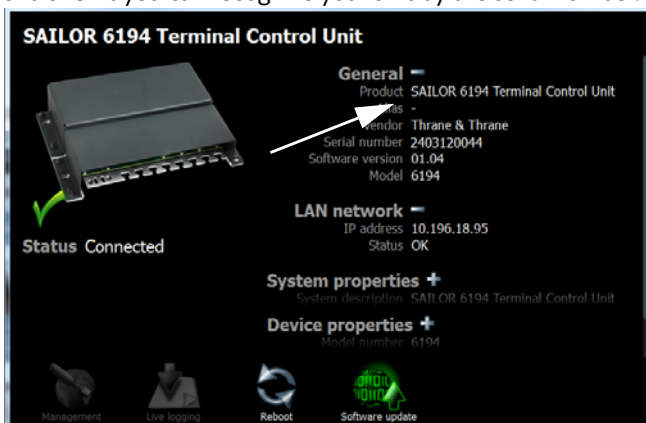 SAILOR 6194 Terminal Control Unit
General
Product SAILOR 6194 Terminal Control Unit
-
Vendor Thrane & Thrane
Serial number 2403120044
Software version 01.04
Model 6194
LAN network
IP address 10.196.18.95
Status OK
Status Connected
System properties +
System description SAILOR 6194 Terminal Control Unit
Device properties +
Model number 6194
Management
Live logging
Reboot
Software update